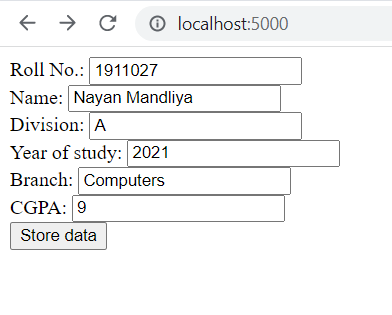 localhost:5000
Roll No.: 1911027
Name: Nayan Mandliya
Division: A
Year of study: 2021
Branch: Computers
CGPA: 9
Store data